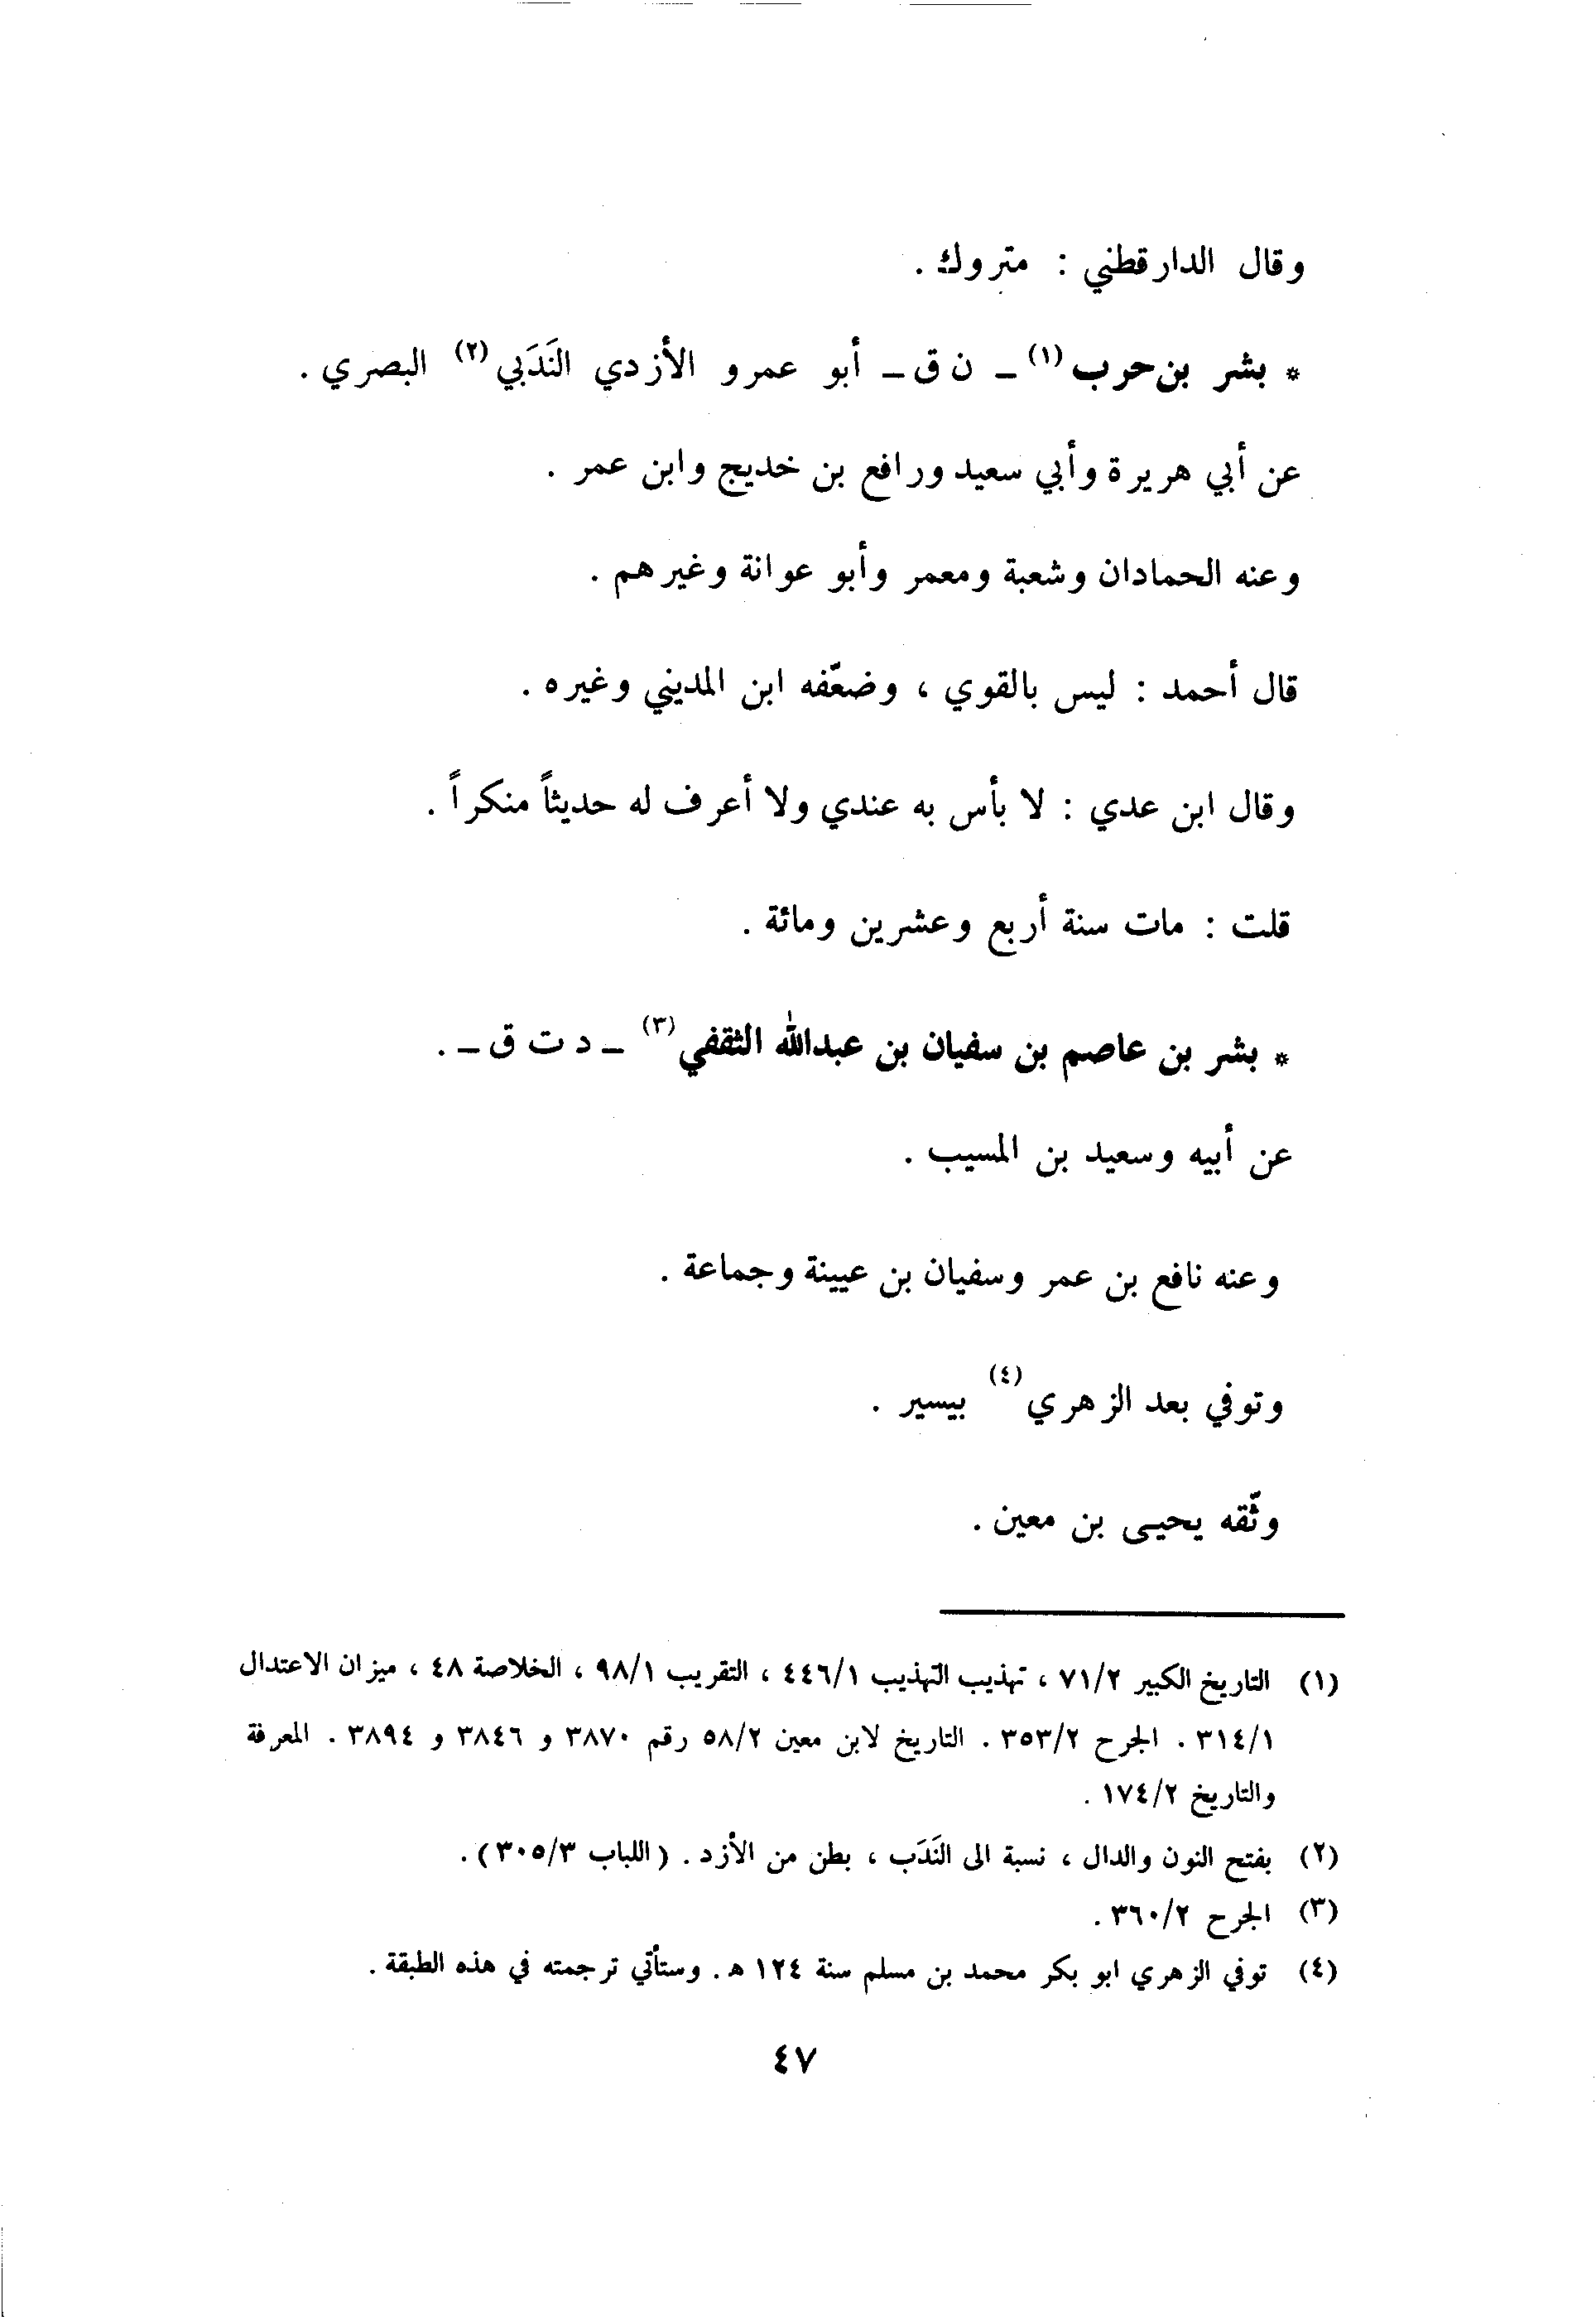 وقال الدارقطني : متروك .
* بشر بن حرب (١) ـ ن ق ـ أبو عمرو الأزدي النَدَبي (٢) البصري .
عن أبي هريرة وأبي سعيد ورافع بن خديج وابن عمر .
وعنه الحمادان وشعبة ومعمر وأبو عوانة وغيرهم .
قال أحمد : ليس بالقوي ، وضعّفه ابن المديني وغيره .
وقال ابن عدي : لا بأس به عندي ولا أعرف له حديثاً منكراً .
قلت : مات سنة أربع وعشرين ومائة .
* بشر بن عاصم بن سفيان بن عبدالله الثقفي (٣) ـ د ت ق ـ .
عن أبيه وسعيد بن المسيب .
وعنه نافع بن عمر وسفيان بن عيينة وجماعة .
وتوفي بعد الزهري (٤) بيسير .
وثّقه يحيى بن معين .
(١) التاريخ الكبير ٧١/٢ ، تهذيب التهذيب ٤٤٦/١ ، التقريب ٩٨/١ ، الخلاصة ٤٨ ، ميزان الاعتدال
٣١٤/١ . الجرح ٣٥٣/٢ . التاريخ لابن معين ٥٨/٢ رقم ٣٨٧٠ و ٣٨٤٦ و ٣٨٩٤ . المعرفة
والتاريخ ١٧٤/٢ .
(٢) بفتح النون والدال ، نسبة الى النَدَب ، بطن من الأزد . ( اللباب ٣٠٥/٣ ) .
(٣) الجرح ٣٦٠/٢ .
(٤) توفي الزهري ابو بكر محمد بن مسلم سنة ١٢٤ هـ . وستأتي ترجمته في هذه الطبقة .
٤٧